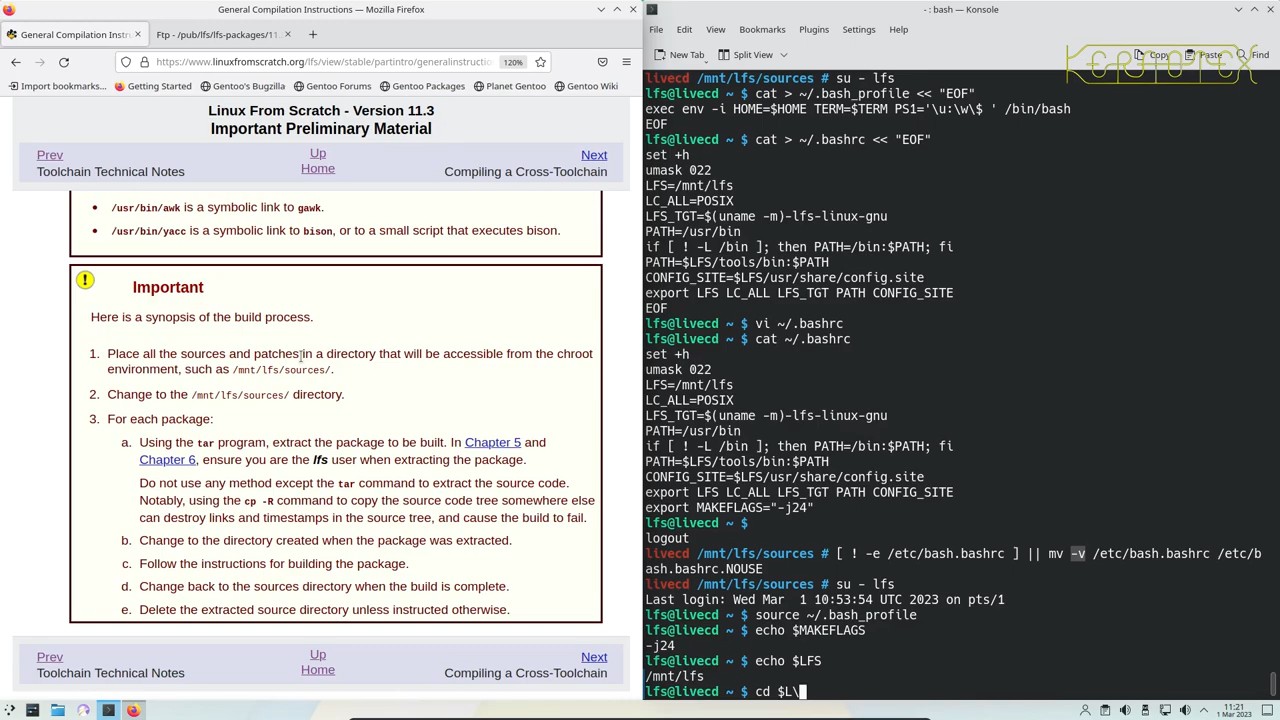 General Compilation Instructions — Mozilla Firefox
General Compilation Instr
Ftp - /pub/lfs/lfs-packages/11.
https://www.linuxfromscratch.org/lfs/view/stable/partintro/generalinstructio
120%
Import bookmarks...
Getting Started
Gentoo's Bugzilla
Gentoo Forums
Gentoo Packages
Planet Gentoo
Gentoo Wiki
Linux From Scratch - Version 11.3
Important Preliminary Material
Prev
Up
Next
Toolchain Technical Notes
Home
Compiling a Cross-Toolchain
• /usr/bin/awk is a symbolic link to gawk.
• /usr/bin/yacc is a symbolic link to bison, or to a small script that executes bison.
Important
Here is a synopsis of the build process.
1. Place all the sources and patches in a directory that will be accessible from the chroot
environment, such as /mnt/lfs/sources/.
2. Change to the /mnt/lfs/sources/ directory.
3. For each package:
a. Using the tar program, extract the package to be built. In Chapter 5 and
Chapter 6, ensure you are the lfs user when extracting the package.
Do not use any method except the tar command to extract the source code.
Notably, using the cp -R command to copy the source code tree somewhere else
can destroy links and timestamps in the source tree, and cause the build to fail.
b. Change to the directory created when the package was extracted.
c. Follow the instructions for building the package.
d. Change back to the sources directory when the build is complete.
e. Delete the extracted source directory unless instructed otherwise.
Prev
Up
Next
Toolchain Technical Notes
Home
Compiling a Cross-Toolchain
- : bash — Konsole
File
Edit
View
Bookmarks
Plugins
Settings
Help
New Tab
Split View
Copy
Paste
Find
livecd /mnt/lfs/sources # su - lfs
lfs@livecd ~ $ cat > ~/.bash_profile << "EOF"
exec env -i HOME=$HOME TERM=$TERM PS1='\u:\w\$ ' /bin/bash
EOF
lfs@livecd ~ $ cat > ~/.bashrc << "EOF"
set +h
umask 022
LFS=/mnt/lfs
LC_ALL=POSIX
LFS_TGT=$(uname -m)-lfs-linux-gnu
PATH=/usr/bin
if [ ! -L /bin ]; then PATH=/bin:$PATH; fi
PATH=$LFS/tools/bin:$PATH
CONFIG_SITE=$LFS/usr/share/config.site
export LFS LC_ALL LFS_TGT PATH CONFIG_SITE
EOF
lfs@livecd ~ $ vi ~/.bashrc
lfs@livecd ~ $ cat ~/.bashrc
set +h
umask 022
LFS=/mnt/lfs
LC_ALL=POSIX
LFS_TGT=$(uname -m)-lfs-linux-gnu
PATH=/usr/bin
if [ ! -L /bin ]; then PATH=/bin:$PATH; fi
PATH=$LFS/tools/bin:$PATH
CONFIG_SITE=$LFS/usr/share/config.site
export LFS LC_ALL LFS_TGT PATH CONFIG_SITE
export MAKEFLAGS="-j24"
lfs@livecd ~ $
logout
livecd /mnt/lfs/sources # [ ! -e /etc/bash.bashrc ] || mv -v /etc/bash.bashrc /etc/b
ash.bashrc.NOUSE
livecd /mnt/lfs/sources # su - lfs
Last login: Wed Mar  1 10:53:54 UTC 2023 on pts/1
lfs@livecd ~ $ source ~/.bash_profile
lfs@livecd ~ $ echo $MAKEFLAGS
-j24
lfs@livecd ~ $ echo $LFS
/mnt/lfs
lfs@livecd ~ $ cd $L\
11:21
1 Mar 2023